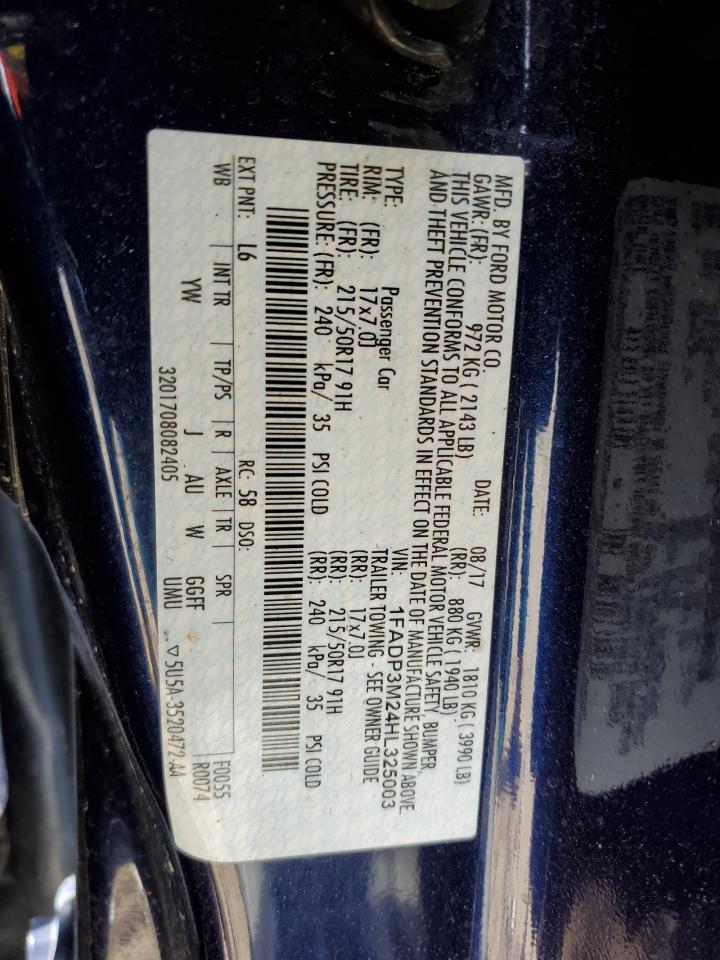 MFD. BY FORD MOTOR CO.
DATE: 08/17 GVWR: 1810 KG ( 3990 LB)
GAWR: (FR): 972 KG ( 2143 LB) (RR): 880 KG ( 1940 LB)
THIS VEHICLE CONFORMS TO ALL APPLICABLE FEDERAL MOTOR VEHICLE SAFETY, BUMPER,
AND THEFT PREVENTION STANDARDS IN EFFECT ON THE DATE OF MANUFACTURE SHOWN ABOVE.
VIN: 1FADP3M24HL325003
TYPE: Passenger Car TRAILER TOWING - SEE OWNER GUIDE
RIM: (FR): 17x7.0J (RR): 17x7.0J
TIRE: (FR): 215/50R17 91H (RR): 215/50R17 91H
PRESSURE: (FR): 240 kPa/ 35 PSI COLD (RR): 240 kPa/ 35 PSI COLD
EXT PNT: L6 RC: 58 DSO: F0055
WB INT TR TP/PS R AXLE TR SPR R0074
YW J AU W GGFF
UMU
3201708082405 ▽5U5A-3520472-AA